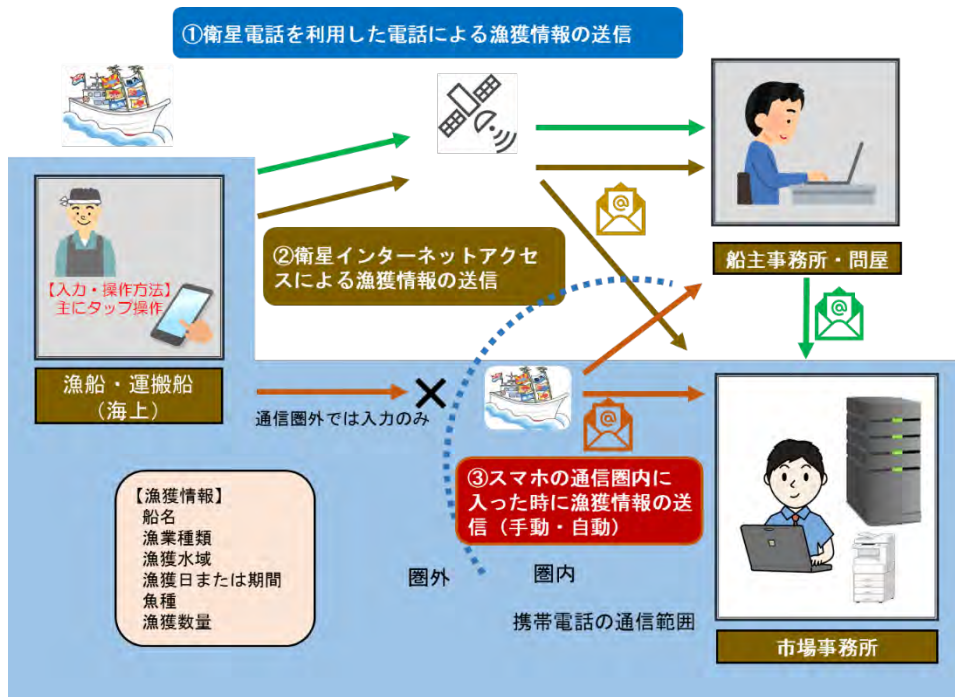 ①衛星電話を利用した電話による漁獲情報の送信
【入力・操作方法】
主にタップ操作
②衛星インターネットアクセ
スによる漁獲情報の送信
@
船主事務所・問屋
@
漁船・運搬船
(海上)
通信圏外では入力のみ
@
③スマホの通信圏内に
入った時に漁獲情報の送
信（手動・自動）
【漁獲情報】
船名
漁業種類
漁獲水域
漁獲日または期間
魚種
漁獲数量
圏外
圏内
携帯電話の通信範囲
市場事務所